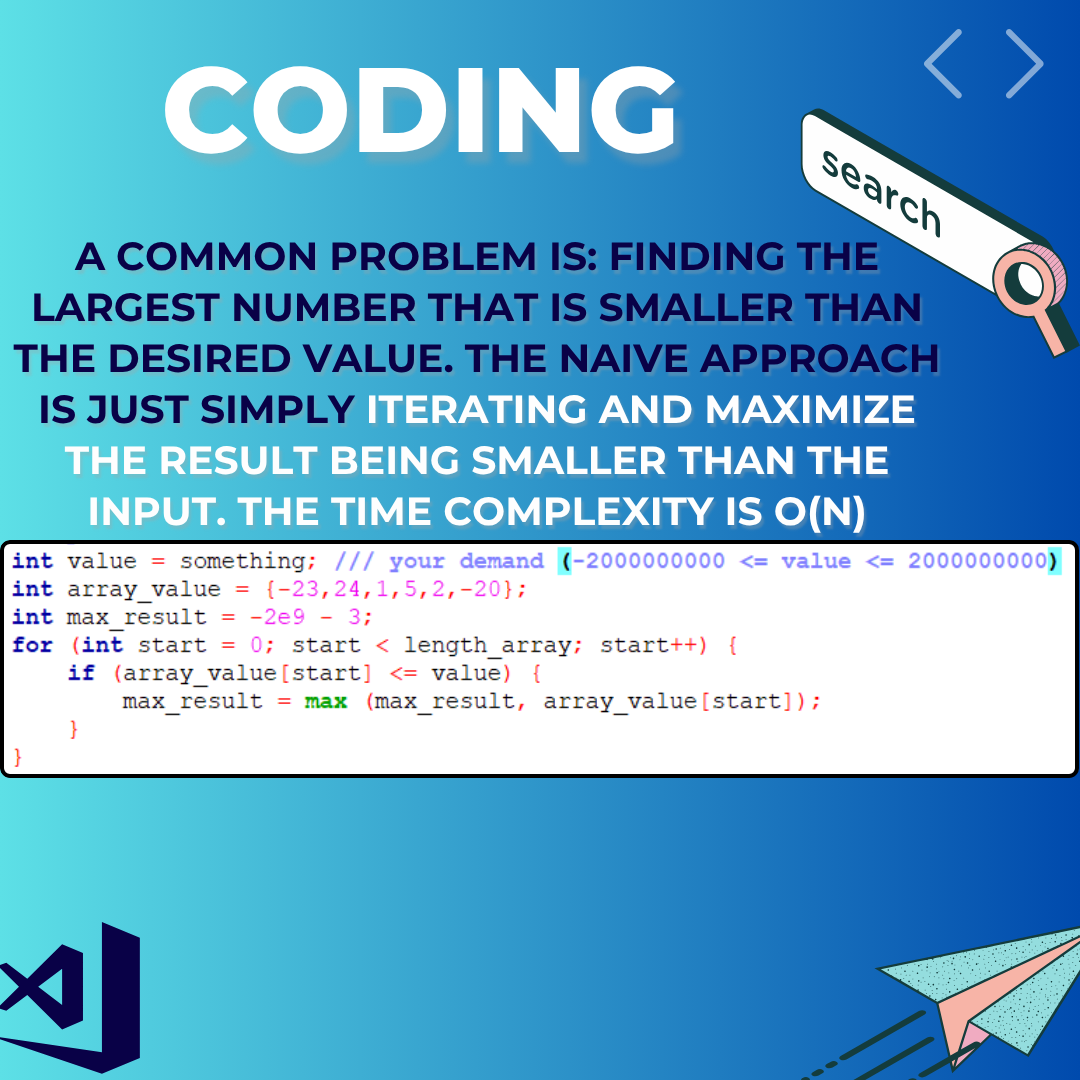 CODING
search
A COMMON PROBLEM IS: FINDING THE
LARGEST NUMBER THAT IS SMALLER THAN
THE DESIRED VALUE. THE NAIVE APPROACH
IS JUST SIMPLY ITERATING AND MAXIMIZE
THE RESULT BEING SMALLER THAN THE
INPUT. THE TIME COMPLEXITY IS O(N)
int value = something; /// your demand (-2000000000 <= value <= 2000000000)
int array_value = {-23,24,1,5,2,-20};
int max_result = -2e9 - 3;
for (int start = 0; start < length_array; start++) {
    if (array_value[start] <= value) {
        max_result = max (max_result, array_value[start]);
    }
}